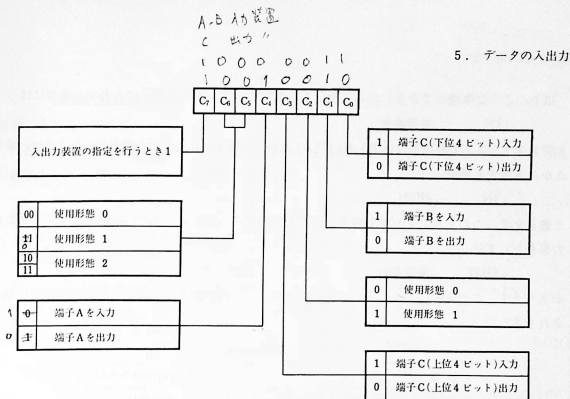 A-B 入力装置
C 出力 〃
1 0 0 0 0 0 1 1
1 0 0 1 0 0 1 0
5. データの入出力
C7 C6 C5 C4 C3 C2 C1 C0
入出力装置の指定を行うとき1
1 端子C(下位4ビット)入力
0 端子C(下位4ビット)出力
1 端子Bを入力
0 端子Bを出力
00 使用形態 0
使用形態 1
10
11 使用形態 2
0 使用形態 0
1 使用形態 1
1 0 端子Aを入力
0 1 端子Aを出力
1 端子C(上位4ビット)入力
0 端子C(上位4ビット)出力